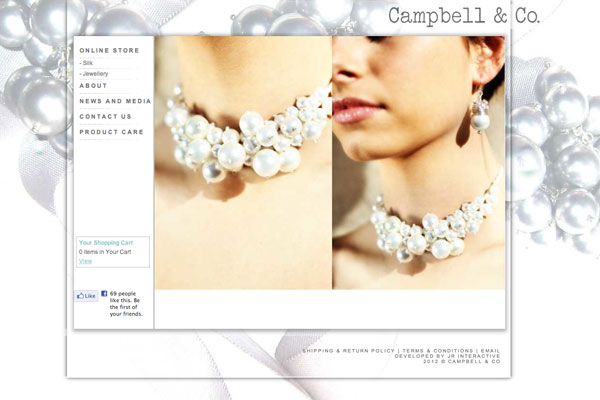 Campbell & Co.
ONLINE STORE
- Silk
- Jewellery
ABOUT
NEWS AND MEDIA
CONTACT US
PRODUCT CARE
Your Shopping Cart
0 items in Your Cart
View
Like
69 people
like this. Be
the first of
your friends.
SHIPPING & RETURN POLICY | TERMS & CONDITIONS | EMAIL
DEVELOPED BY JR INTERACTIVE
2012 © CAMPBELL & CO